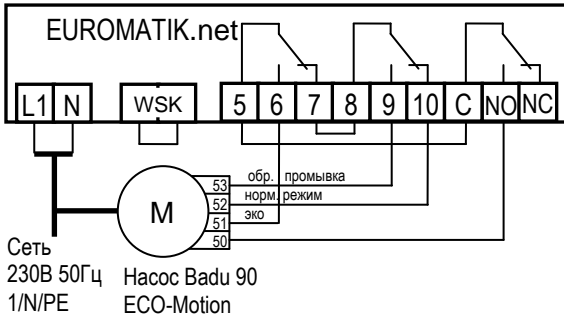 EUROMATIK.net
L1 N WSK 5 6 7 8 9 10 C NO NC
53 обр. промывка
52 норм. режим
51 эко
50
M
Сеть
230В 50Гц
1/N/PE
Насос Badu 90
ECO-Motion